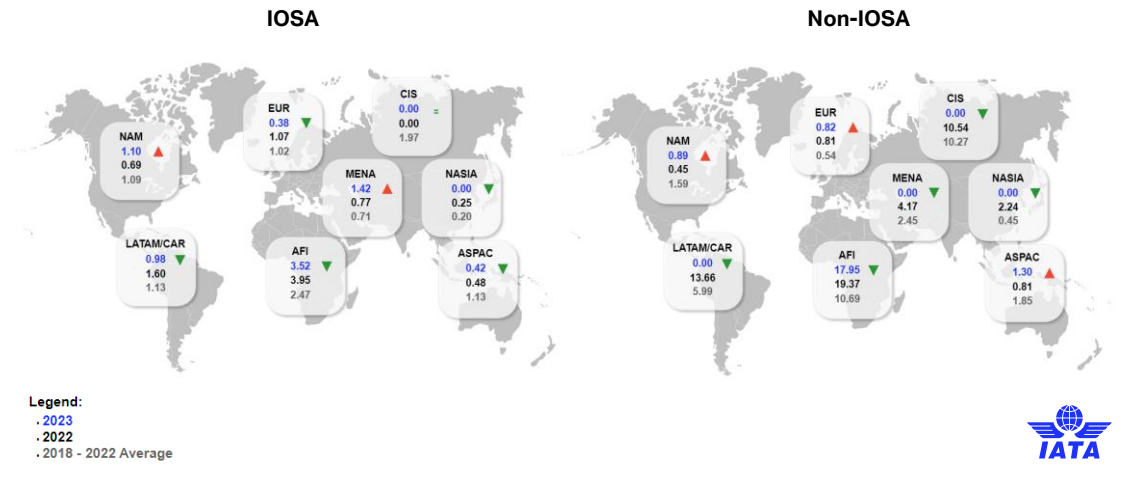 IOSA
Non-IOSA
NAM
1.10
0.69
1.09
EUR
0.38
1.07
1.02
CIS
0.00
=
0.00
1.97
MENA
1.42
0.77
0.71
NASIA
0.00
0.25
0.20
LATAM/CAR
0.98
1.60
1.13
AFI
3.52
3.95
2.47
ASPAC
0.42
0.48
1.13
NAM
0.89
0.45
1.59
EUR
0.82
0.81
0.54
CIS
0.00
10.54
10.27
MENA
0.00
4.17
2.45
NASIA
0.00
2.24
0.45
LATAM/CAR
0.00
13.66
5.99
AFI
17.95
19.37
10.69
ASPAC
1.30
0.81
1.85
Legend:
. 2023
. 2022
. 2018 - 2022 Average
IATA